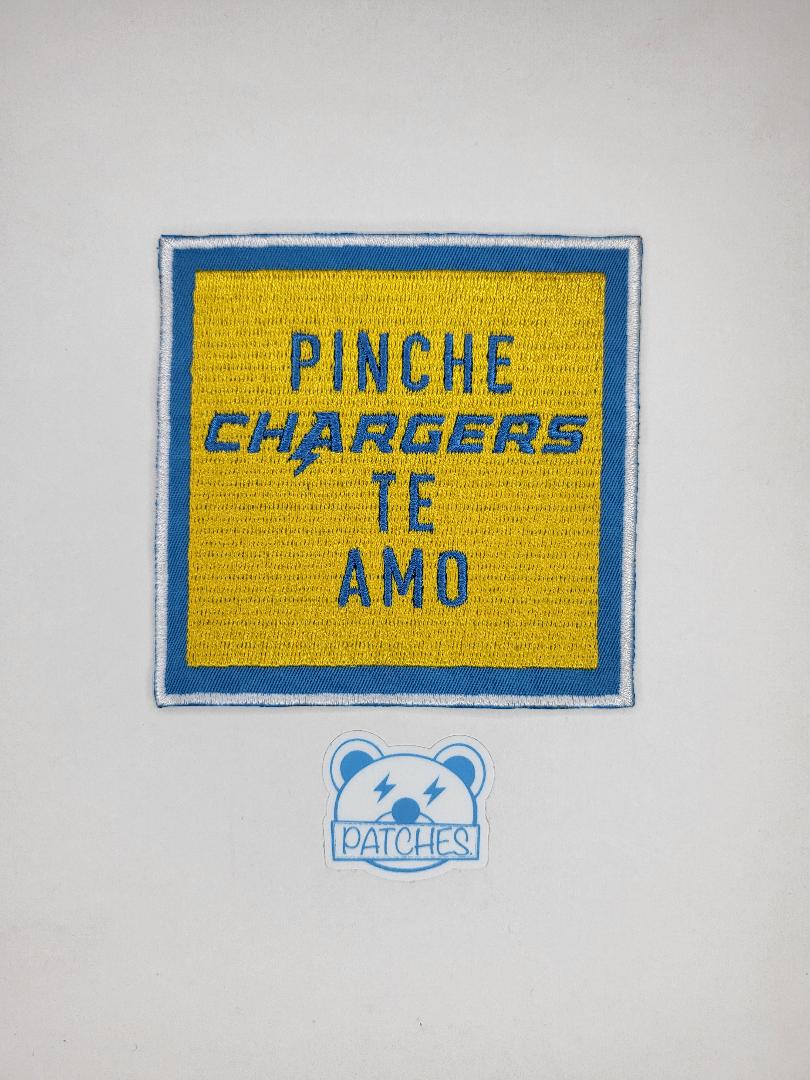 PINCHE
CHARGERS
TE
AMO
PATCHES.